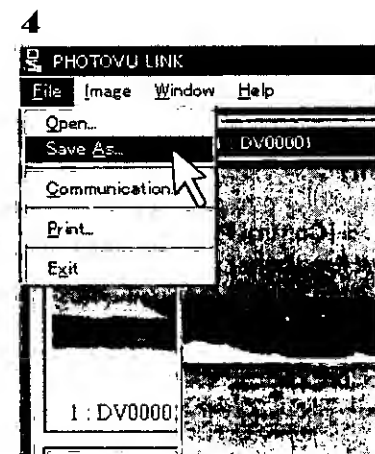 4
PHOTOVU LINK
File Image Window Help
Open...
Save As...
: DV00001
Communication...
Print...
Exit
1 : DV0000